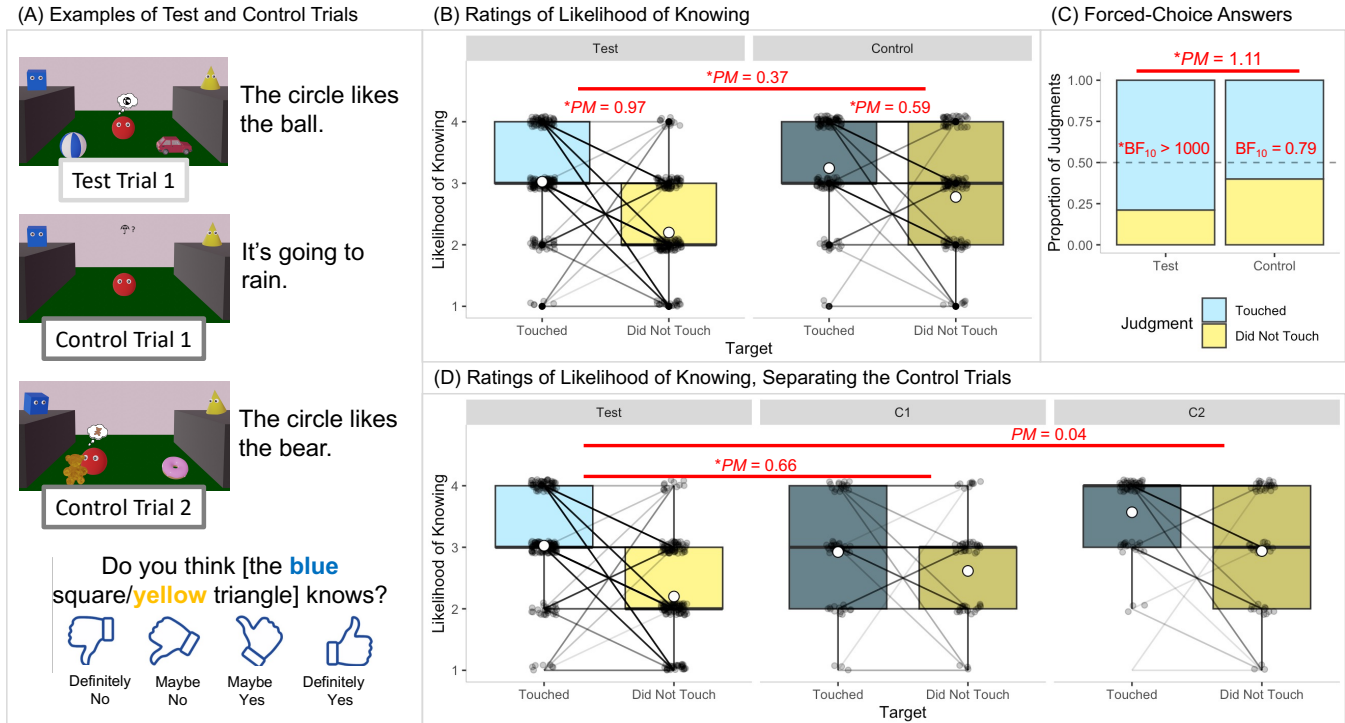 (A) Examples of Test and Control Trials
The circle likes
the ball.
Test Trial 1
?
It's going to
rain.
Control Trial 1
The circle likes
the bear.
Control Trial 2
Do you think [the blue
square/yellow triangle] knows?
Definitely No
Maybe No
Maybe Yes
Definitely Yes
(B) Ratings of Likelihood of Knowing
Test
Control
*PM = 0.37
*PM = 0.97
*PM = 0.59
Likelihood of Knowing
4
3
2
1
Touched
Did Not Touch
Touched
Did Not Touch
Target
(C) Forced-Choice Answers
*PM = 1.11
Proportion of Judgments
1.00
0.75
0.50
0.25
0.00
*BF10 > 1000
BF10 = 0.79
Test
Control
Judgment
Touched
Did Not Touch
(D) Ratings of Likelihood of Knowing, Separating the Control Trials
Test
C1
C2
PM = 0.04
*PM = 0.66
Likelihood of Knowing
4
3
2
1
Touched
Did Not Touch
Touched
Did Not Touch
Touched
Did Not Touch
Target